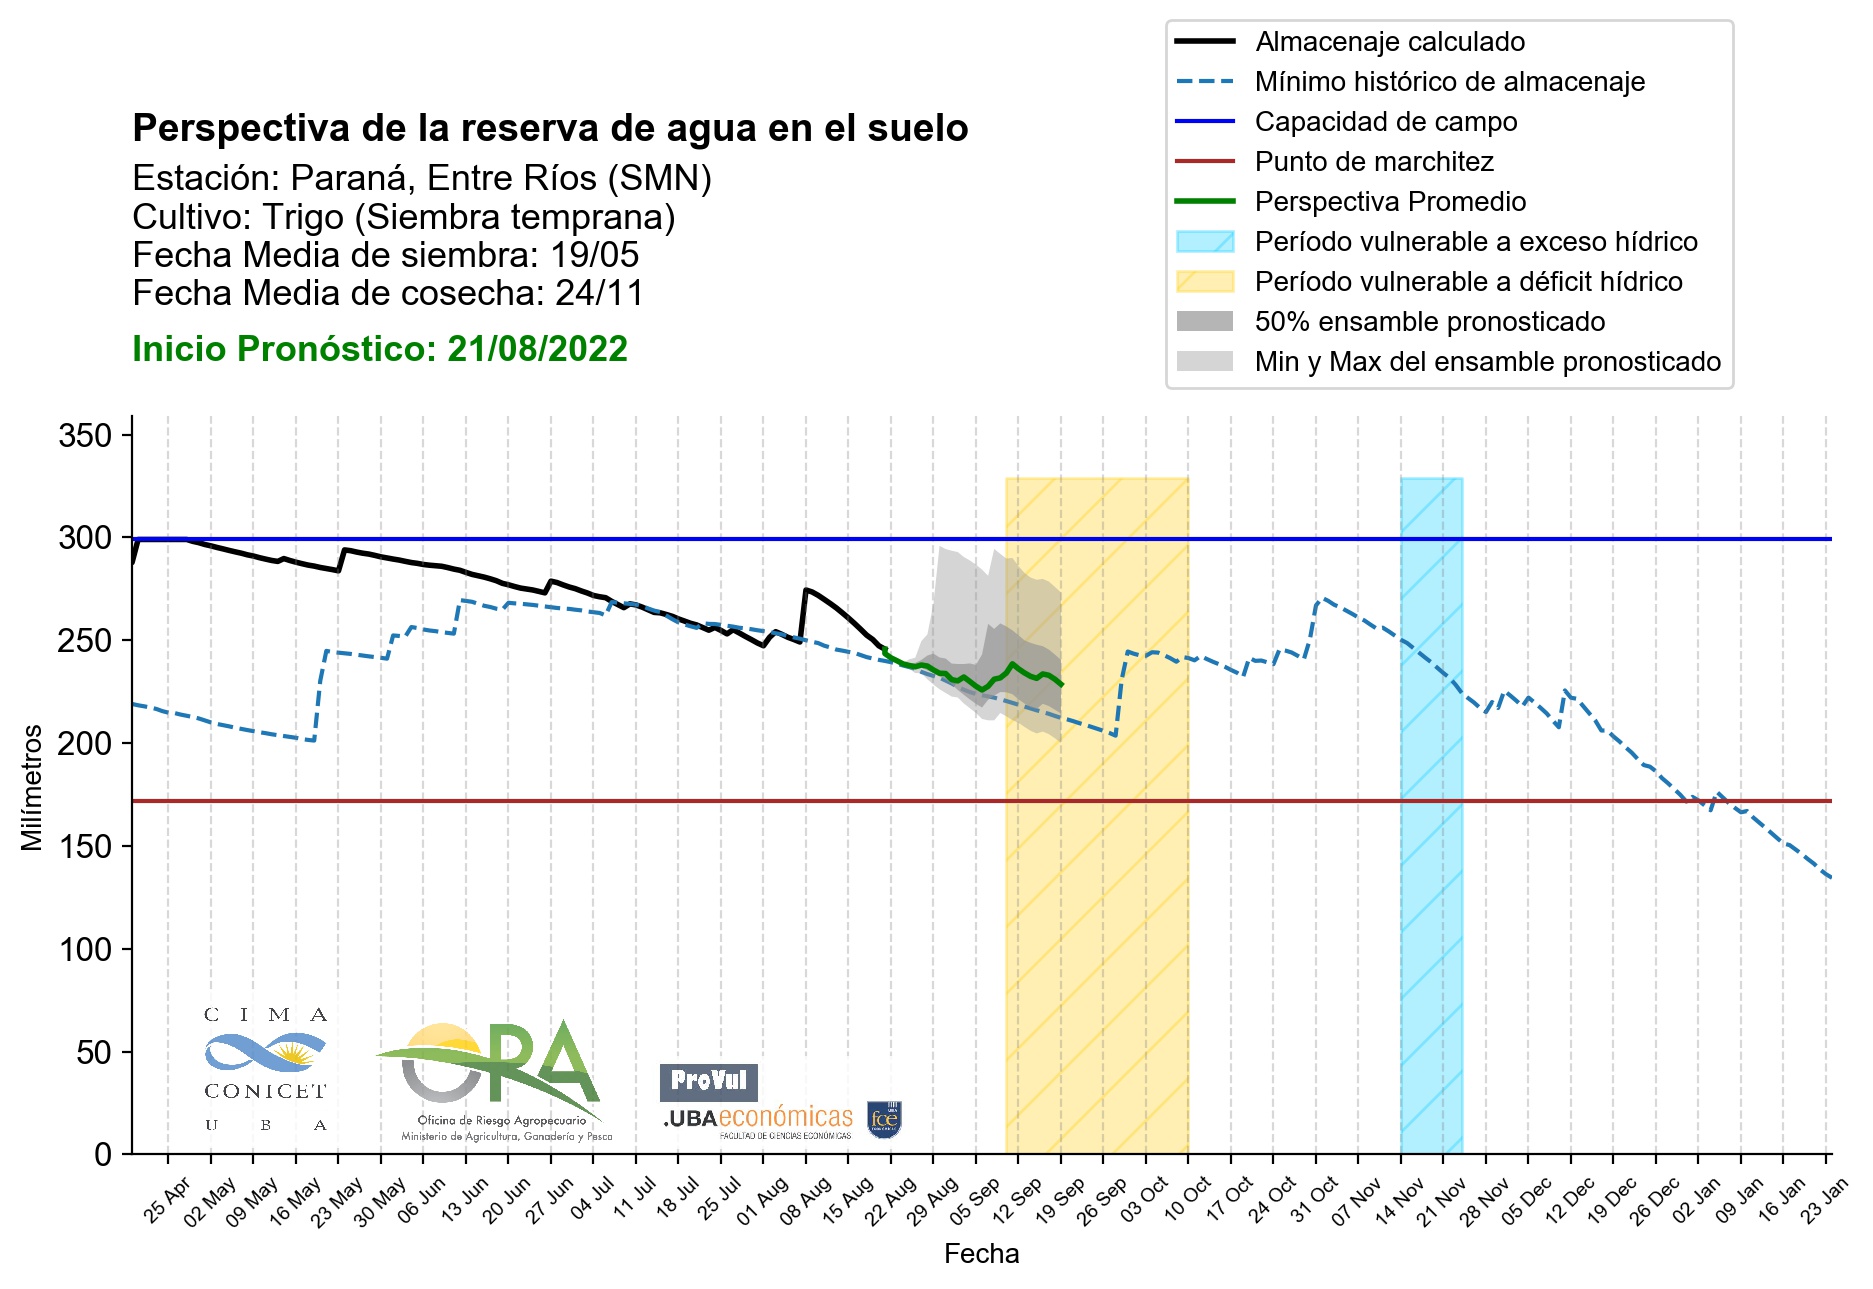 Almacenaje calculado
Mínimo histórico de almacenaje
Capacidad de campo
Punto de marchitez
Perspectiva Promedio
Período vulnerable a exceso hídrico
Período vulnerable a déficit hídrico
50% ensamble pronosticado
Min y Max del ensamble pronosticado
Perspectiva de la reserva de agua en el suelo
Estación: Paraná, Entre Ríos (SMN)
Cultivo: Trigo (Siembra temprana)
Fecha Media de siembra: 19/05
Fecha Media de cosecha: 24/11
Inicio Pronóstico: 21/08/2022
Milímetros
350
300
250
200
150
100
50
0
CIMA
CONICET
UBA
ORA
Oficina de Riesgo Agropecuario
Ministerio de Agricultura, Ganadería y Pesca
ProVul
.UBAeconómicas
FACULTAD DE CIENCIAS ECONÓMICAS
UBA
fce
25 Apr
02 May
09 May
16 May
23 May
30 May
06 Jun
13 Jun
20 Jun
27 Jun
04 Jul
11 Jul
18 Jul
25 Jul
01 Aug
08 Aug
15 Aug
22 Aug
29 Aug
05 Sep
12 Sep
19 Sep
26 Sep
03 Oct
10 Oct
17 Oct
24 Oct
31 Oct
07 Nov
14 Nov
21 Nov
28 Nov
05 Dec
12 Dec
19 Dec
26 Dec
02 Jan
09 Jan
16 Jan
23 Jan
Fecha